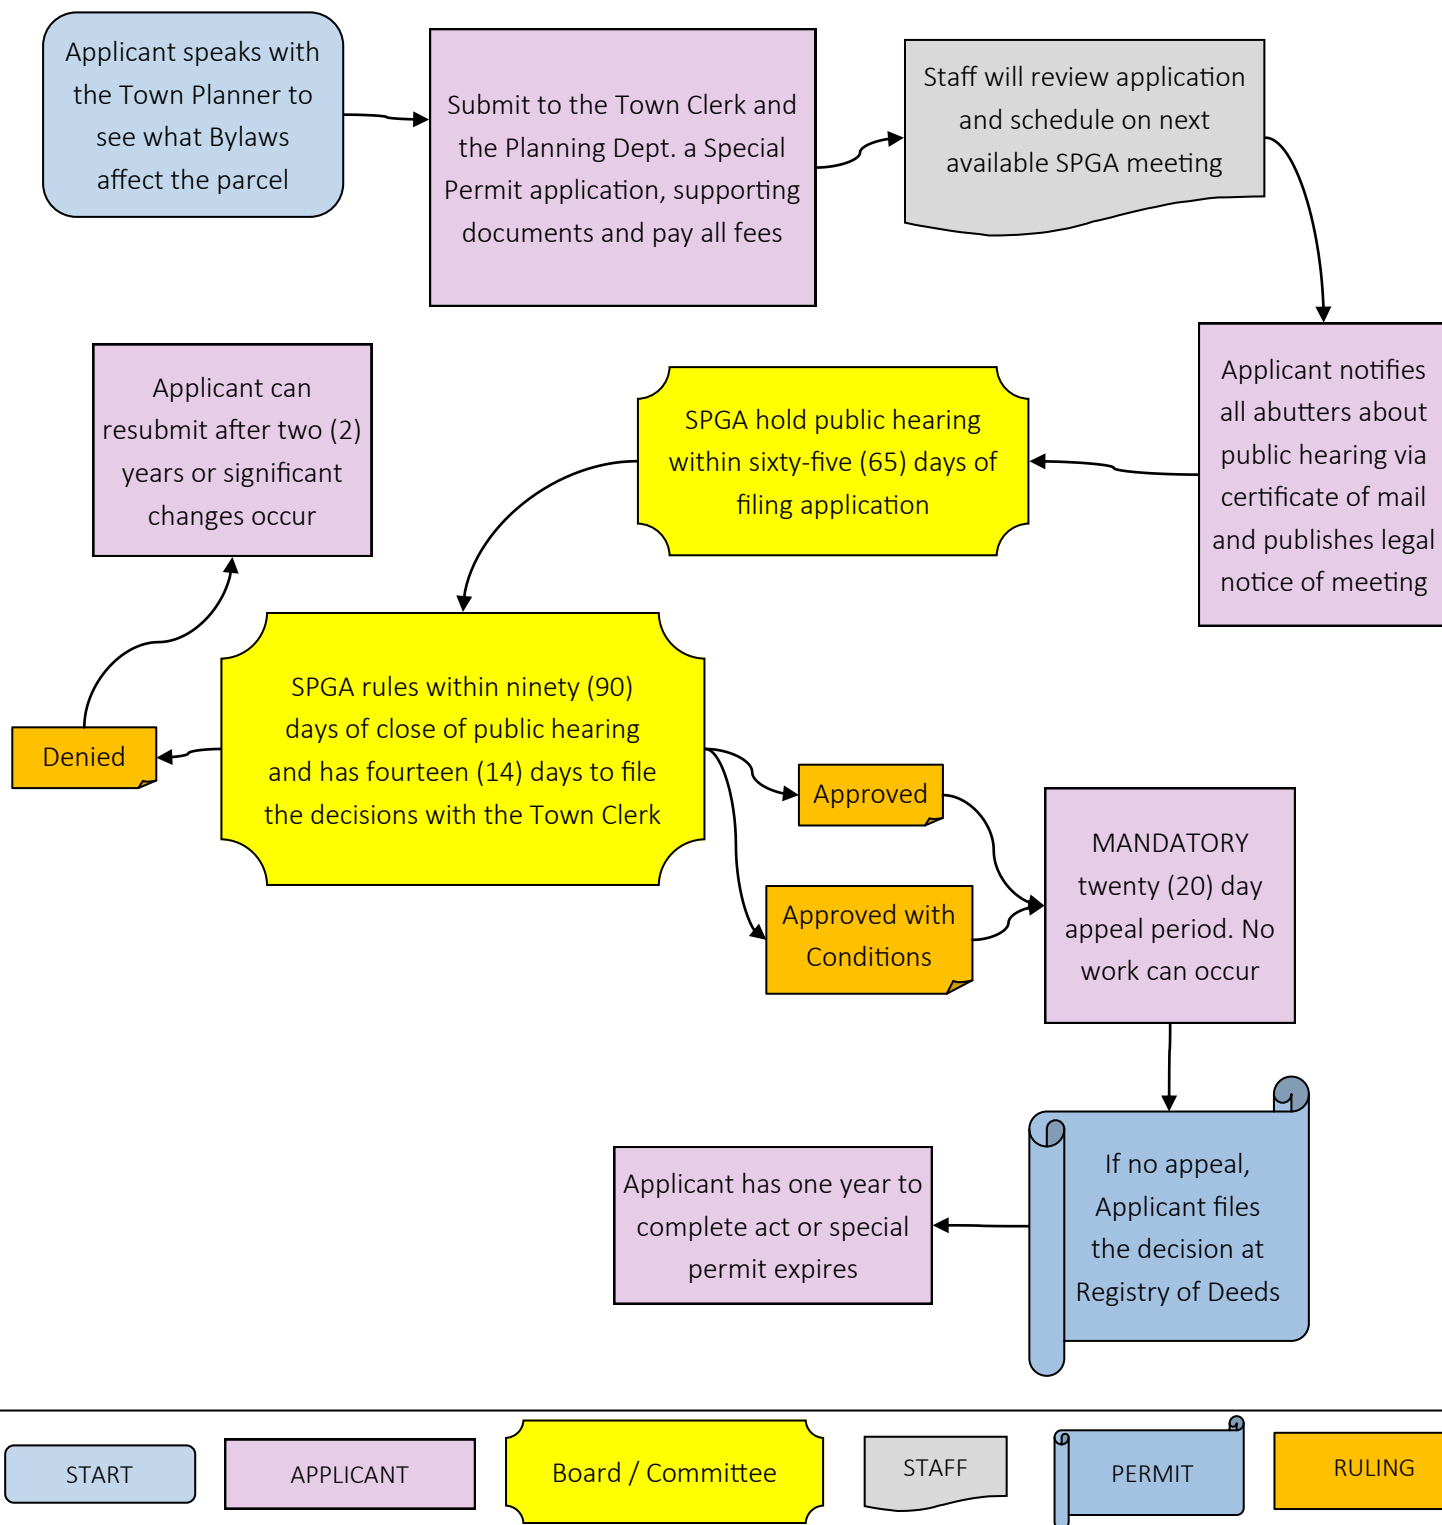 Applicant speaks with
the Town Planner to
see what Bylaws
affect the parcel
Submit to the Town Clerk and
the Planning Dept. a Special
Permit application, supporting
documents and pay all fees
Staff will review application
and schedule on next
available SPGA meeting
Applicant notifies
all abutters about
public hearing via
certificate of mail
and publishes legal
notice of meeting
SPGA hold public hearing
within sixty-five (65) days of
filing application
Applicant can
resubmit after two (2)
years or significant
changes occur
SPGA rules within ninety (90)
days of close of public hearing
and has fourteen (14) days to file
the decisions with the Town Clerk
Denied
Approved
Approved with
Conditions
MANDATORY
twenty (20) day
appeal period. No
work can occur
If no appeal,
Applicant files
the decision at
Registry of Deeds
Applicant has one year to
complete act or special
permit expires
START
APPLICANT
Board / Committee
STAFF
PERMIT
RULING